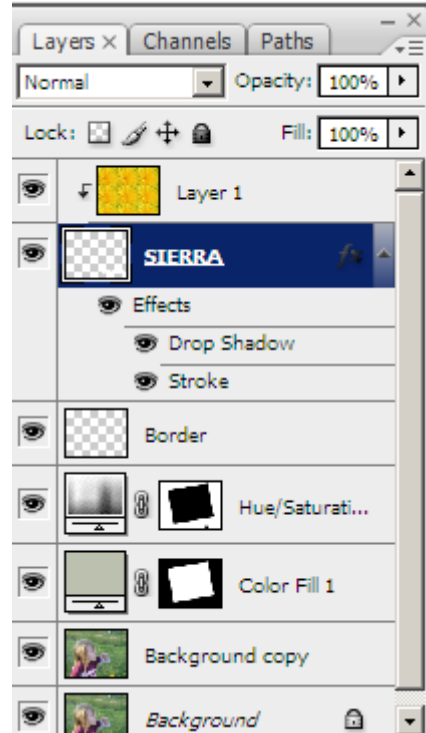 Layers × Channels Paths
Normal Opacity: 100%
Lock: Fill: 100%
Layer 1
SIERRA fx
Effects
Drop Shadow
Stroke
Border
Hue/Saturati...
Color Fill 1
Background copy
Background